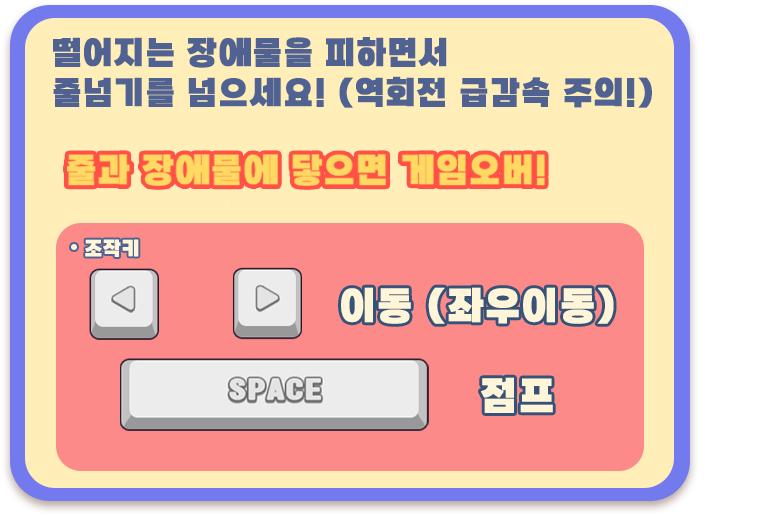 떨어지는 장애물을 피하면서
줄넘기를 넘으세요! (역회전 급감속 주의!)
줄과 장애물에 닿으면 게임오버!
• 조작키
이동 (좌우이동)
SPACE
점프